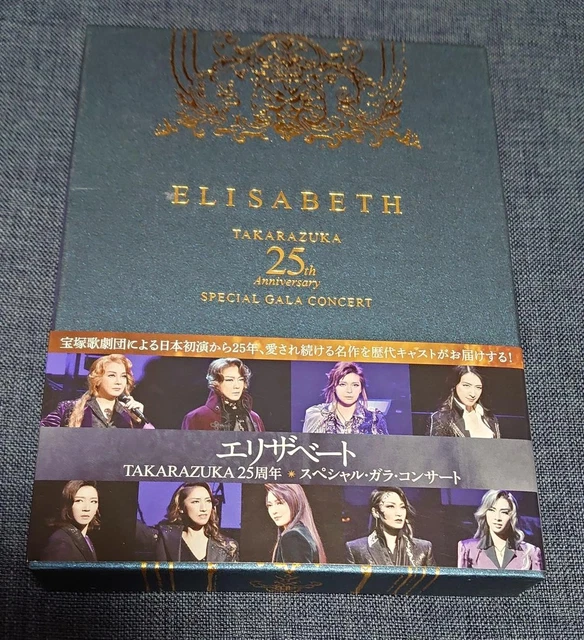 ELISABETH
TAKARAZUKA
25th
Anniversary
SPECIAL GALA CONCERT
宝塚歌劇団による日本初演から25年、愛され続ける名作を歴代キャストがお届けする!
エリザベート
TAKARAZUKA 25周年 ✷ スペシャル・ガラ・コンサート